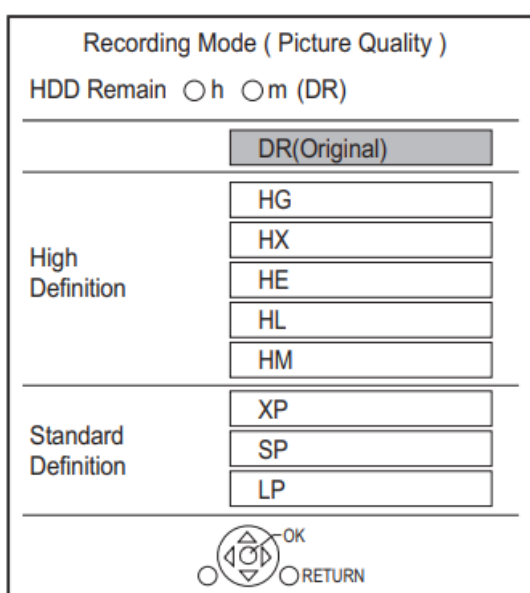 Recording Mode ( Picture Quality )
HDD Remain ○ h ○ m (DR)
DR(Original)
High
Definition
HG
HX
HE
HL
HM
Standard
Definition
XP
SP
LP
OK
RETURN